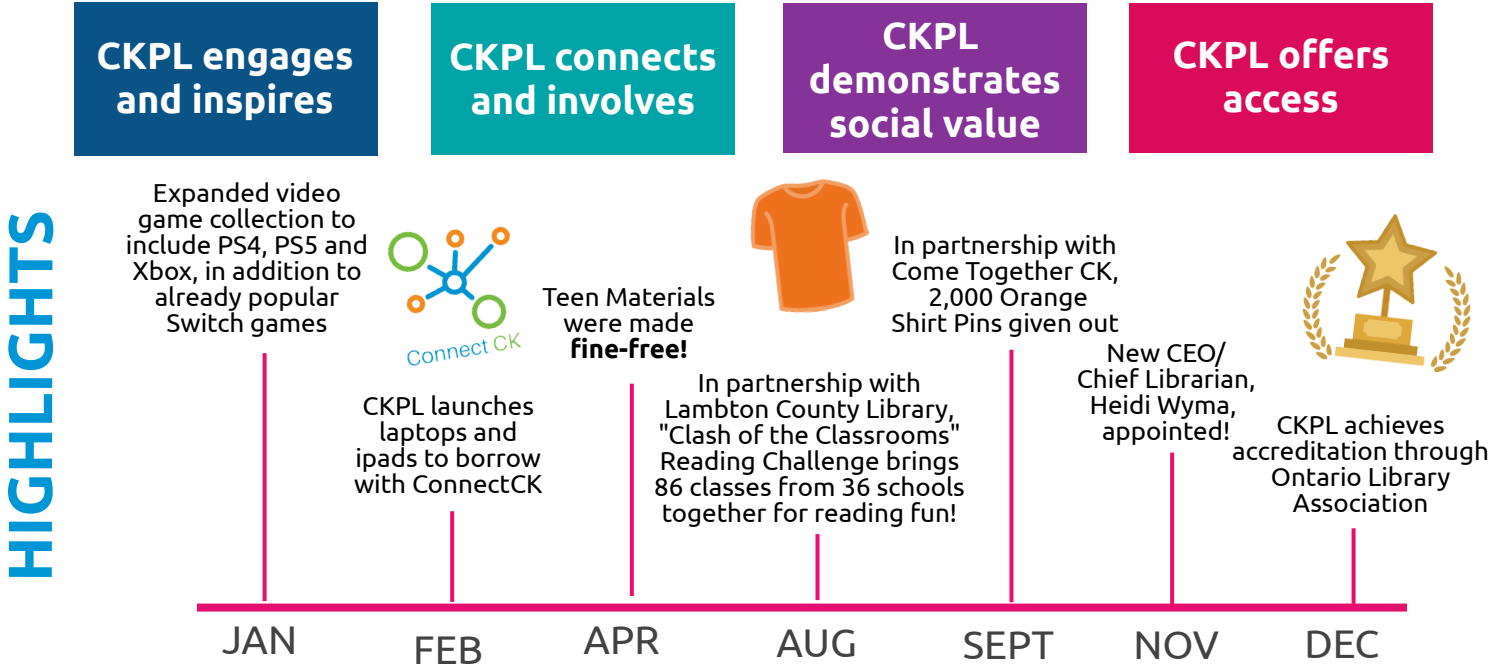 CKPL engages
and inspires
CKPL connects
and involves
CKPL
demonstrates
social value
CKPL offers
access
HIGHLIGHTS
Expanded video
game collection to
include PS4, PS5 and
Xbox, in addition to
already popular
Switch games
Connect CK
CKPL launches
laptops and
ipads to borrow
with ConnectCK
Teen Materials
were made
fine-free!
In partnership with
Lambton County Library,
"Clash of the Classrooms"
Reading Challenge brings
86 classes from 36 schools
together for reading fun!
In partnership with
Come Together CK,
2,000 Orange
Shirt Pins given out
New CEO/
Chief Librarian,
Heidi Wyma,
appointed!
CKPL achieves
accreditation through
Ontario Library
Association
JAN
FEB
APR
AUG
SEPT
NOV
DEC